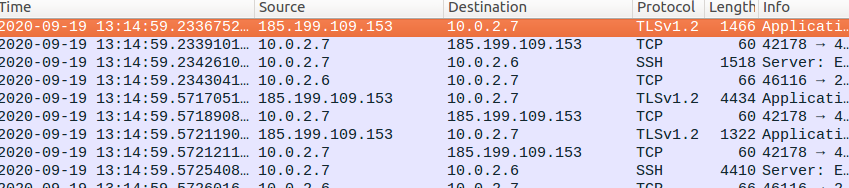 Time Source Destination Protocol Length Info
2020-09-19 13:14:59.2336752… 185.199.109.153 10.0.2.7 TLSv1.2 1466 Applicati…
2020-09-19 13:14:59.2339101… 10.0.2.7 185.199.109.153 TCP 60 42178 → 4…
2020-09-19 13:14:59.2342610… 10.0.2.7 10.0.2.6 SSH 1518 Server: E…
2020-09-19 13:14:59.2343041… 10.0.2.6 10.0.2.7 TCP 66 46116 → 2…
2020-09-19 13:14:59.5717051… 185.199.109.153 10.0.2.7 TLSv1.2 4434 Applicati…
2020-09-19 13:14:59.5718908… 10.0.2.7 185.199.109.153 TCP 60 42178 → 4…
2020-09-19 13:14:59.5721190… 185.199.109.153 10.0.2.7 TLSv1.2 1322 Applicati…
2020-09-19 13:14:59.5721211… 10.0.2.7 185.199.109.153 TCP 60 42178 → 4…
2020-09-19 13:14:59.5725408… 10.0.2.7 10.0.2.6 SSH 4410 Server: E…
2020-09-19 13:14:59.5726016… 10.0.2.6 10.0.2.7 TCP 66 46116 → 2…